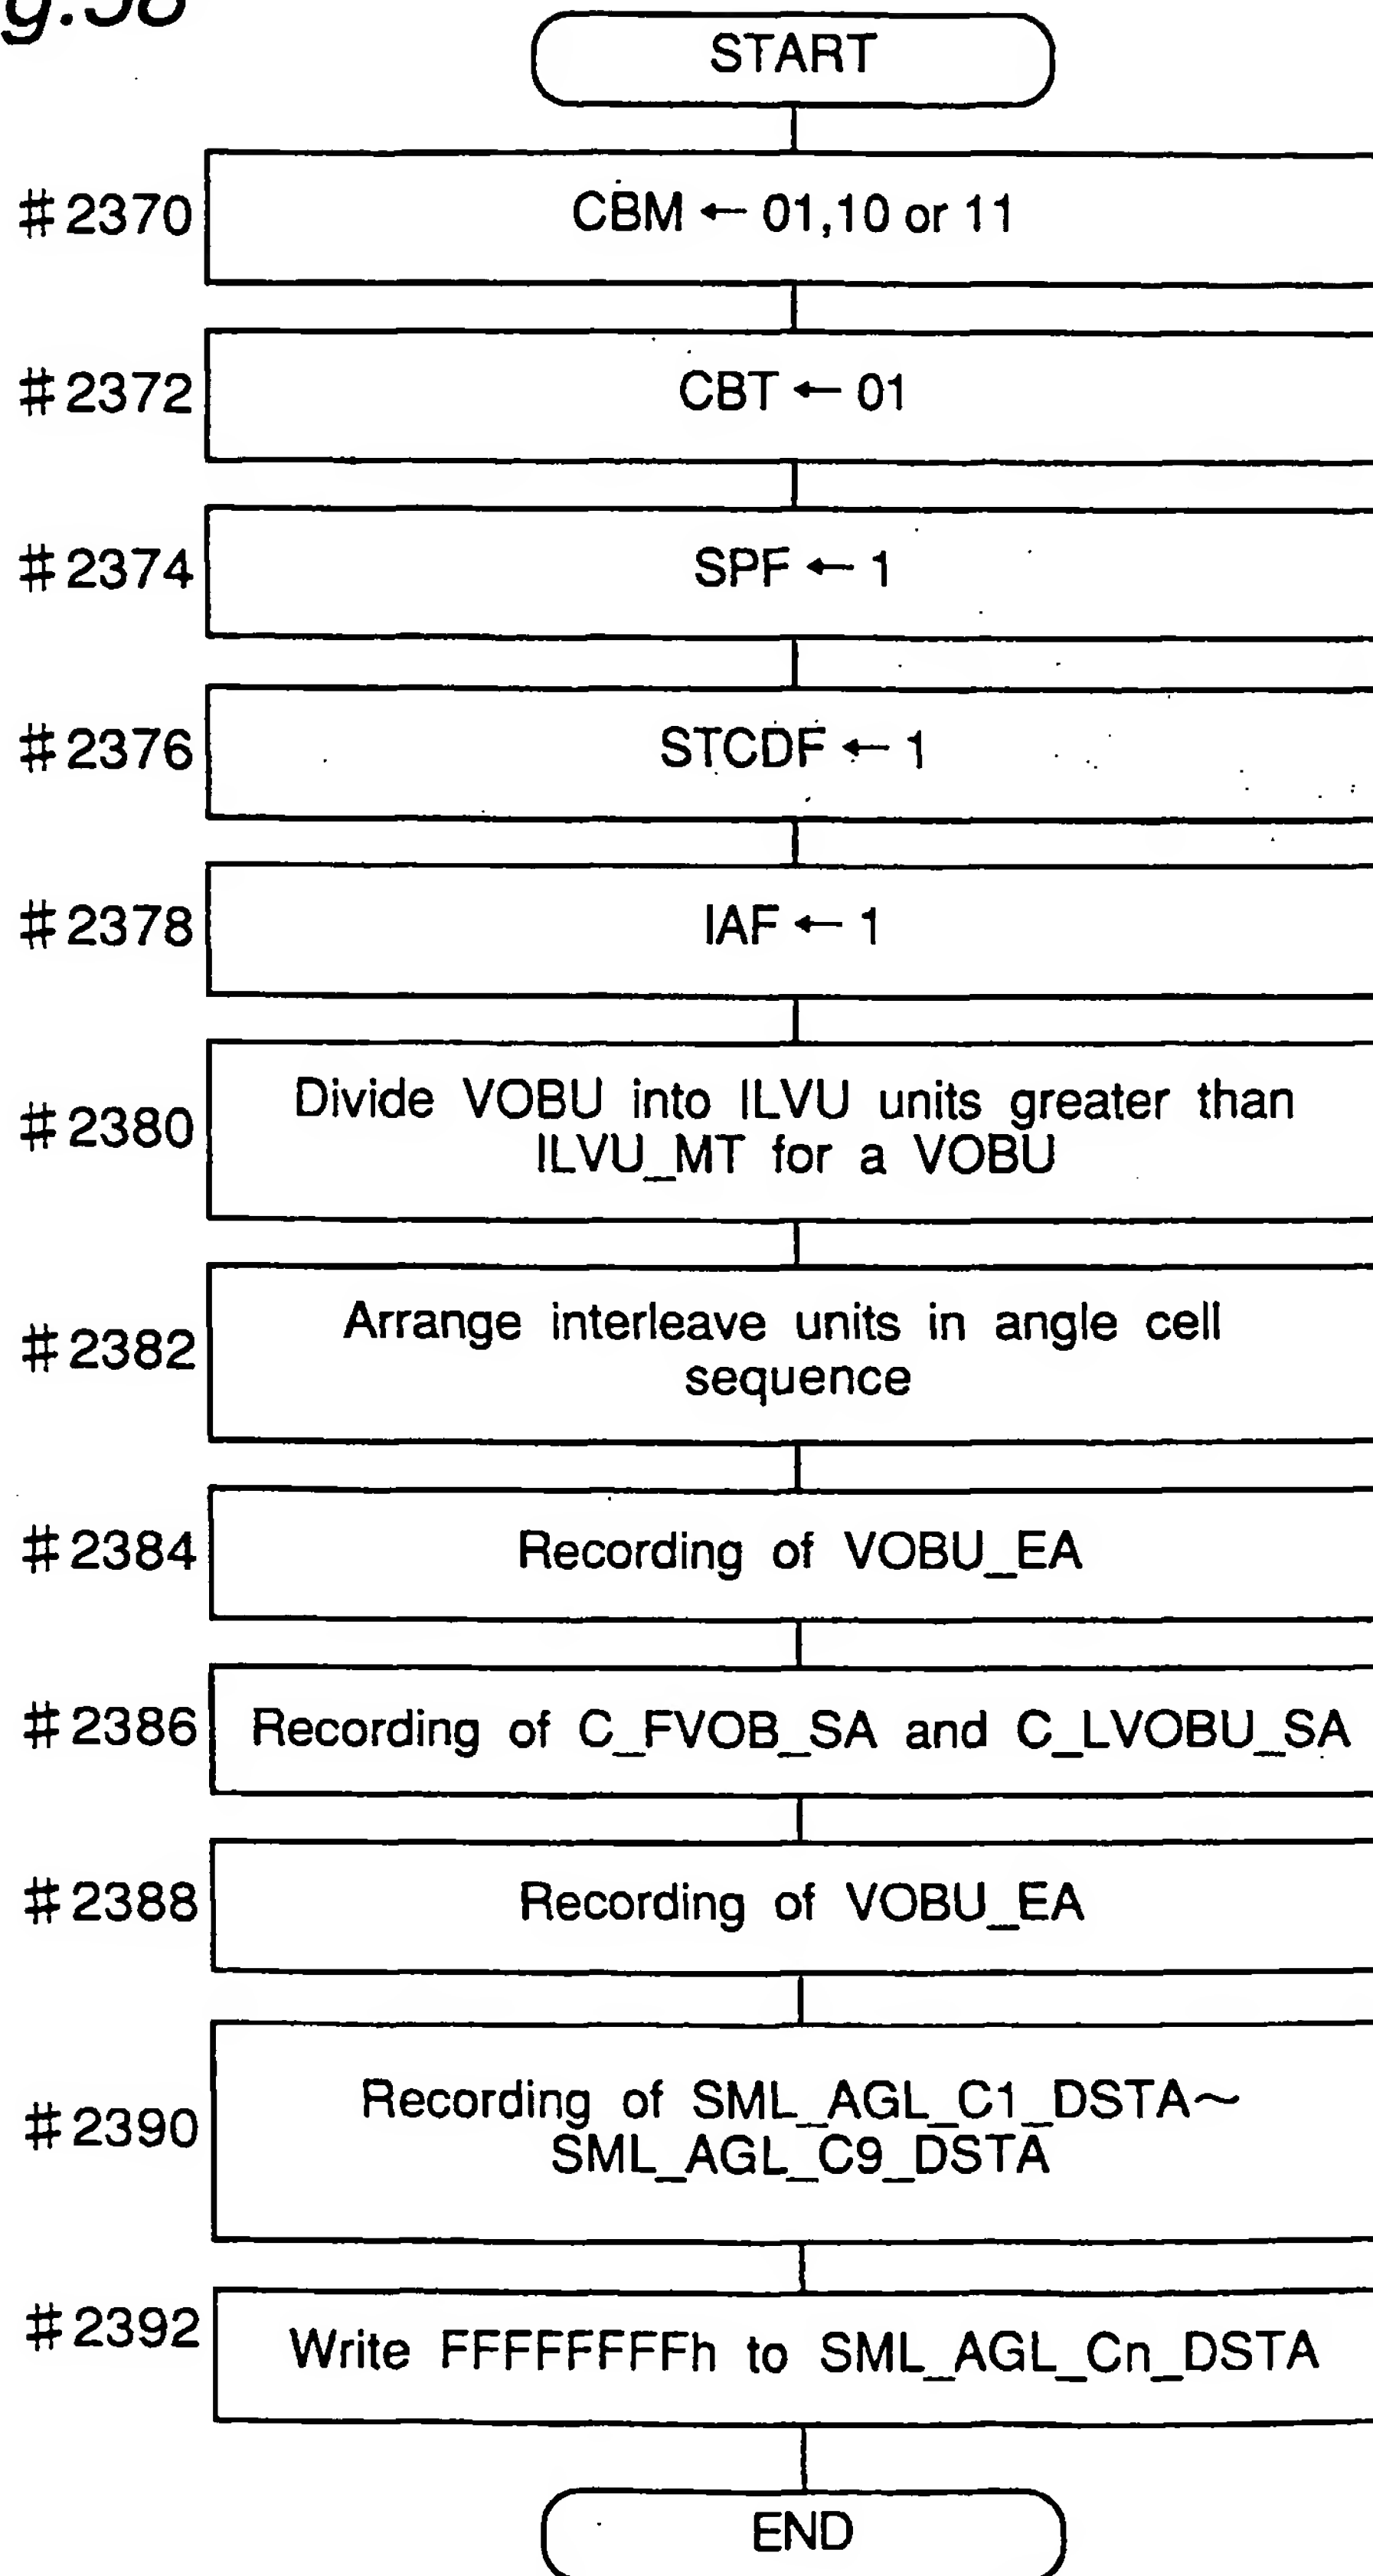 g.58
START
#2370
CBM ← 01,10 or 11
#2372
CBT ← 01
#2374
SPF ← 1
#2376
STCDF ← 1
#2378
IAF ← 1
#2380
Divide VOBU into ILVU units greater than
ILVU_MT for a VOBU
#2382
Arrange interleave units in angle cell
sequence
#2384
Recording of VOBU_EA
#2386
Recording of C_FVOB_SA and C_LVOBU_SA
#2388
Recording of VOBU_EA
#2390
Recording of SML_AGL_C1_DSTA~
SML_AGL_C9_DSTA
#2392
Write FFFFFFFFh to SML_AGL_Cn_DSTA
END